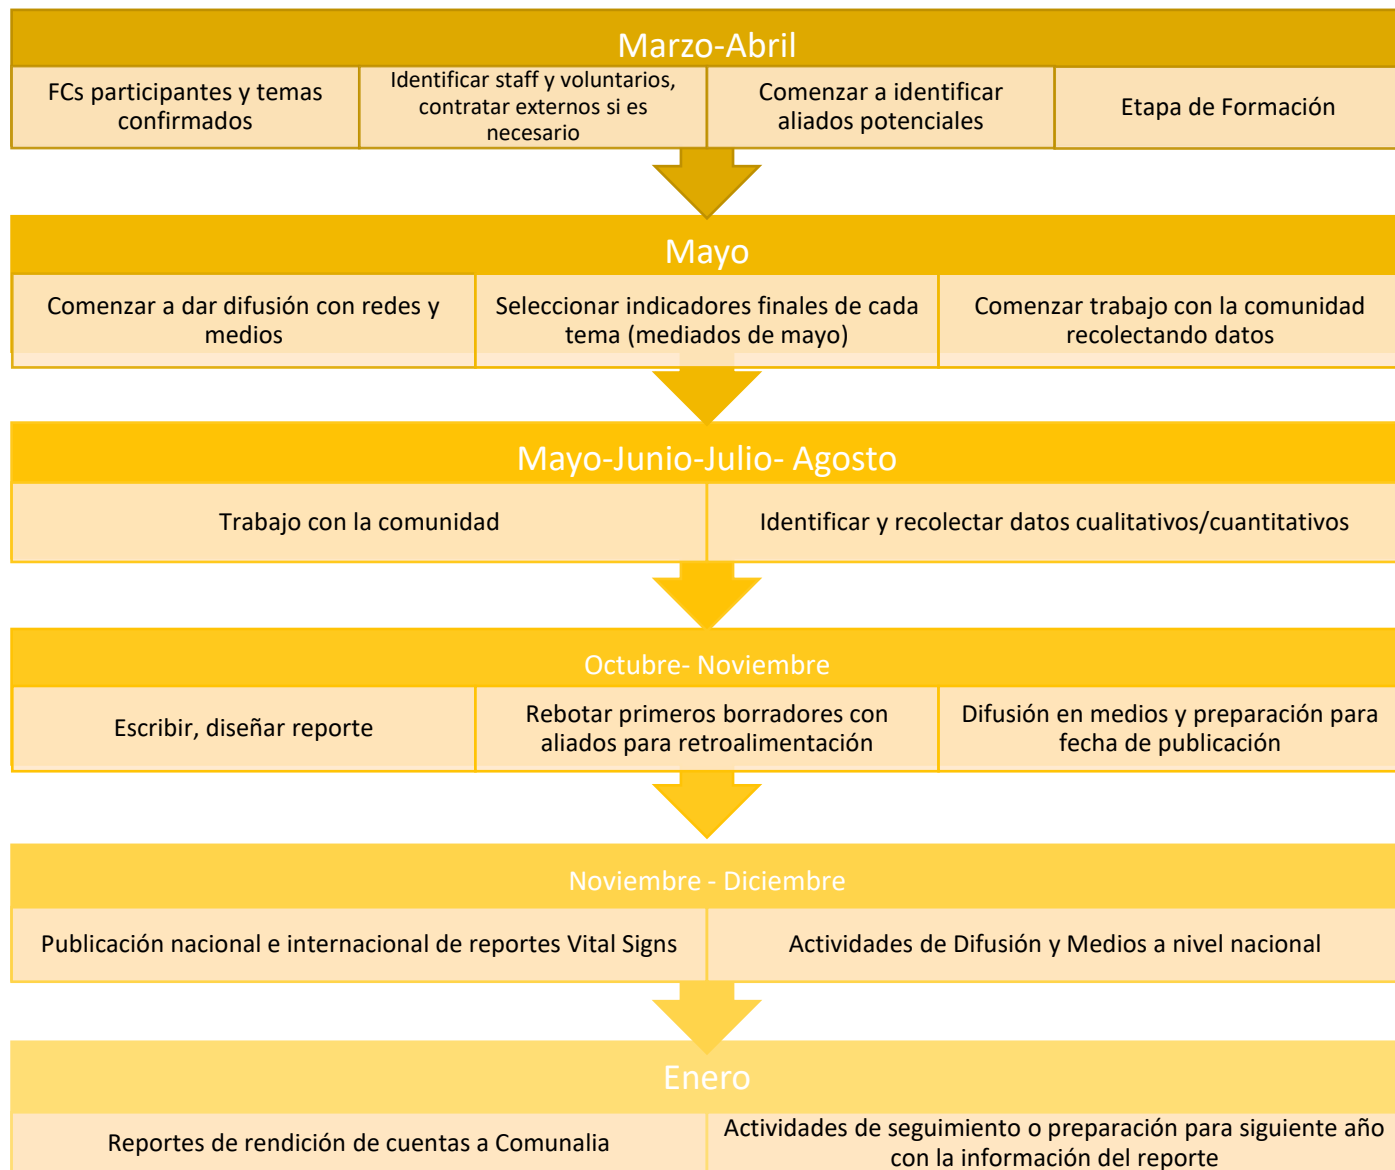 Marzo-Abril
FCs participantes y temas
confirmados
Identificar staff y voluntarios,
contratar externos si es
necesario
Comenzar a identificar
aliados potenciales
Etapa de Formación
Mayo
Comenzar a dar difusión con redes y
medios
Seleccionar indicadores finales de cada
tema (mediados de mayo)
Comenzar trabajo con la comunidad
recolectando datos
Mayo-Junio-Julio- Agosto
Trabajo con la comunidad
Identificar y recolectar datos cualitativos/cuantitativos
Octubre- Noviembre
Escribir, diseñar reporte
Rebotar primeros borradores con
aliados para retroalimentación
Difusión en medios y preparación para
fecha de publicación
Noviembre - Diciembre
Publicación nacional e internacional de reportes Vital Signs
Actividades de Difusión y Medios a nivel nacional
Enero
Reportes de rendición de cuentas a Comunalia
Actividades de seguimiento o preparación para siguiente año
con la información del reporte